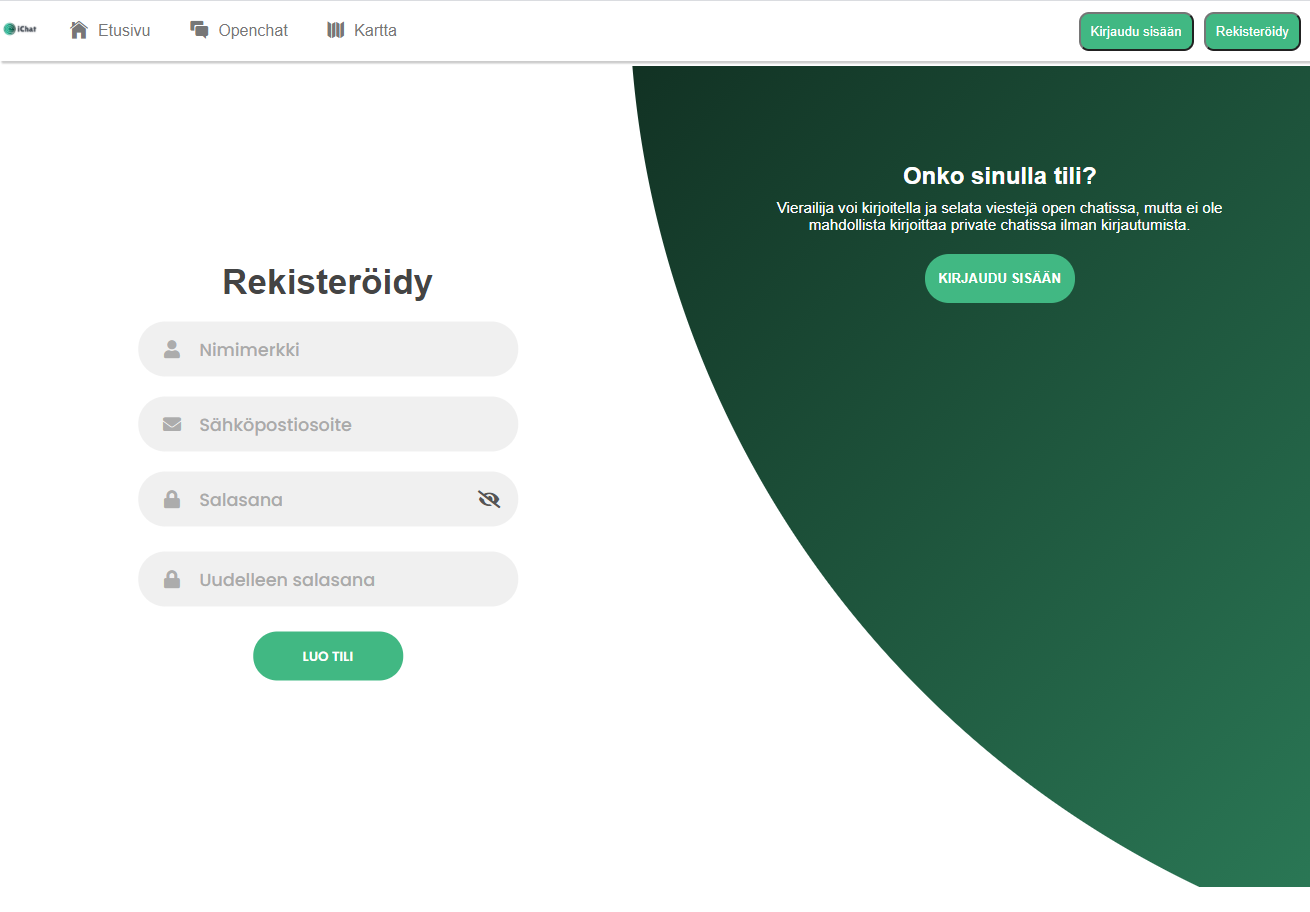 iChat
Etusivu
Openchat
Kartta
Kirjaudu sisään
Rekisteröidy
Onko sinulla tili?
Vierailija voi kirjoitella ja selata viestejä open chatissa, mutta ei ole
mahdollista kirjoittaa private chatissa ilman kirjautumista.
KIRJAUDU SISÄÄN
Rekisteröidy
Nimimerkki
Sähköpostiosoite
Salasana
Uudelleen salasana
LUO TILI